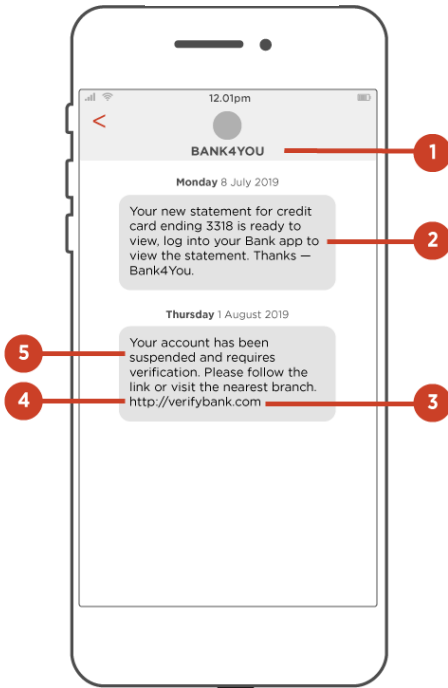 12.01pm
<
BANK4YOU
1
Monday 8 July 2019
Your new statement for credit
card ending 3318 is ready to
view, log into your Bank app to
view the statement. Thanks —
Bank4You.
2
Thursday 1 August 2019
Your account has been
suspended and requires
verification. Please follow the
link or visit the nearest branch.
http://verifybank.com
5
4
3